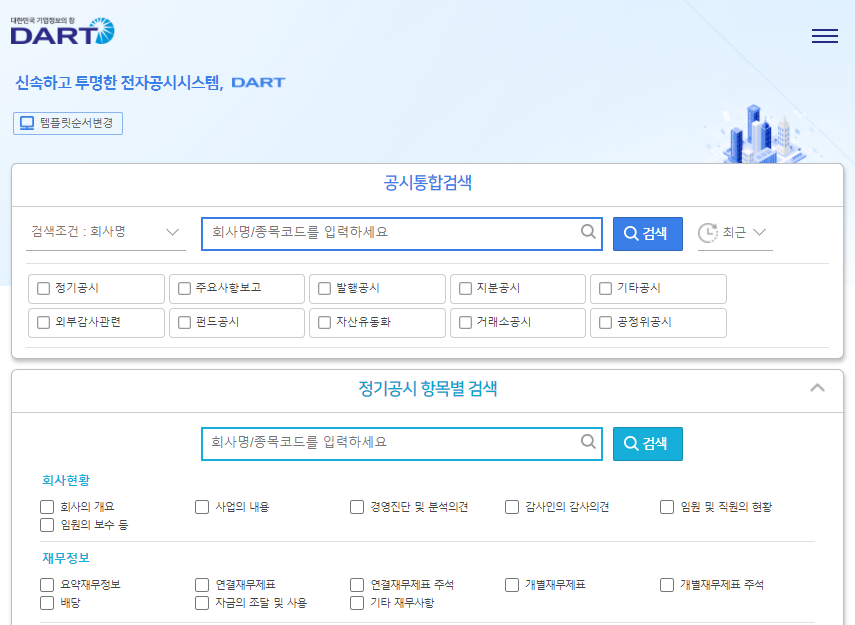 대한민국 기업정보의 창
DART
신속하고 투명한 전자공시시스템, DART
템플릿순서변경
공시통합검색
검색조건 : 회사명
회사명/종목코드를 입력하세요
검색
최근
정기공시
주요사항보고
발행공시
지분공시
기타공시
외부감사관련
펀드공시
자산유동화
거래소공시
공정위공시
정기공시 항목별 검색
회사명/종목코드를 입력하세요
검색
회사현황
회사의 개요
사업의 내용
경영진단 및 분석의견
감사인의 감사의견
임원 및 직원의 현황
임원의 보수 등
재무정보
요약재무정보
연결재무제표
연결재무제표 주석
개별재무제표
개별재무제표 주석
배당
자금의 조달 및 사용
기타 재무사항